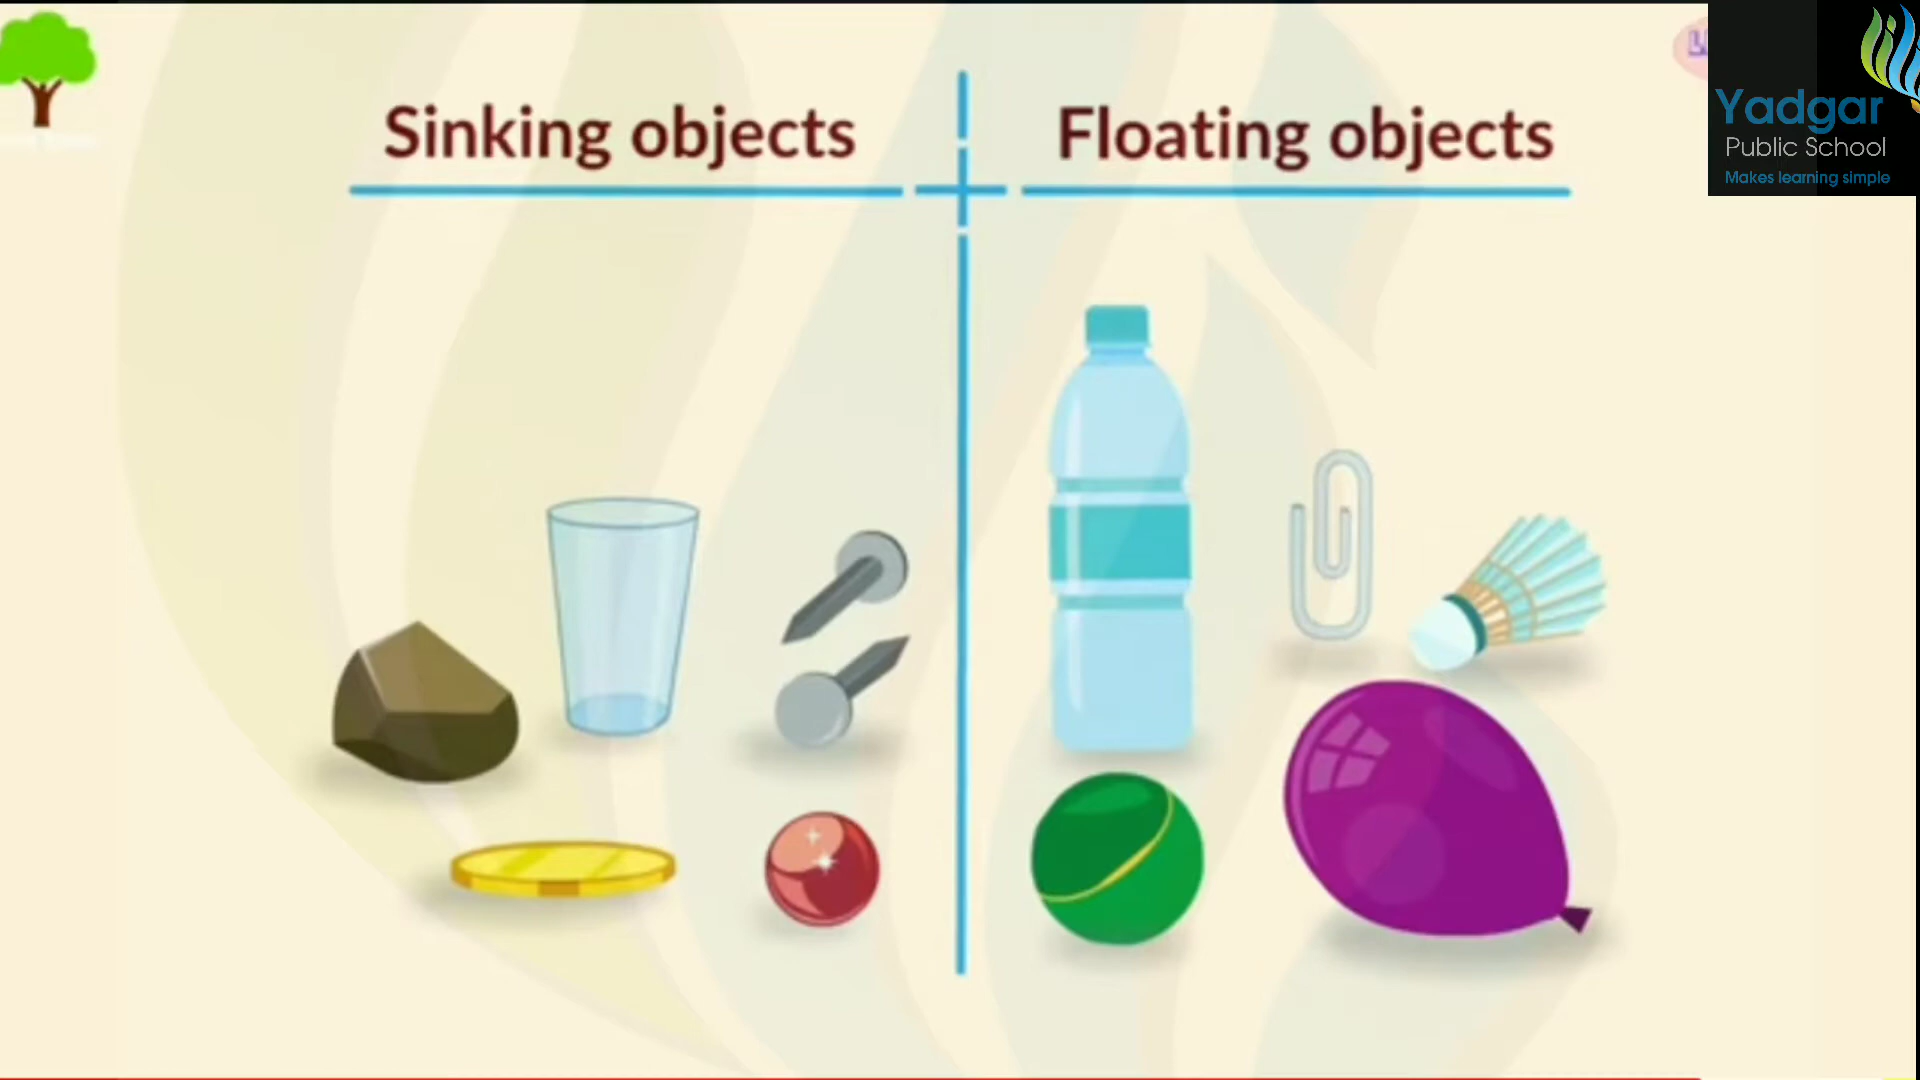 Sinking objects
Floating objects
Yadgar
Public School
Makes learning simple